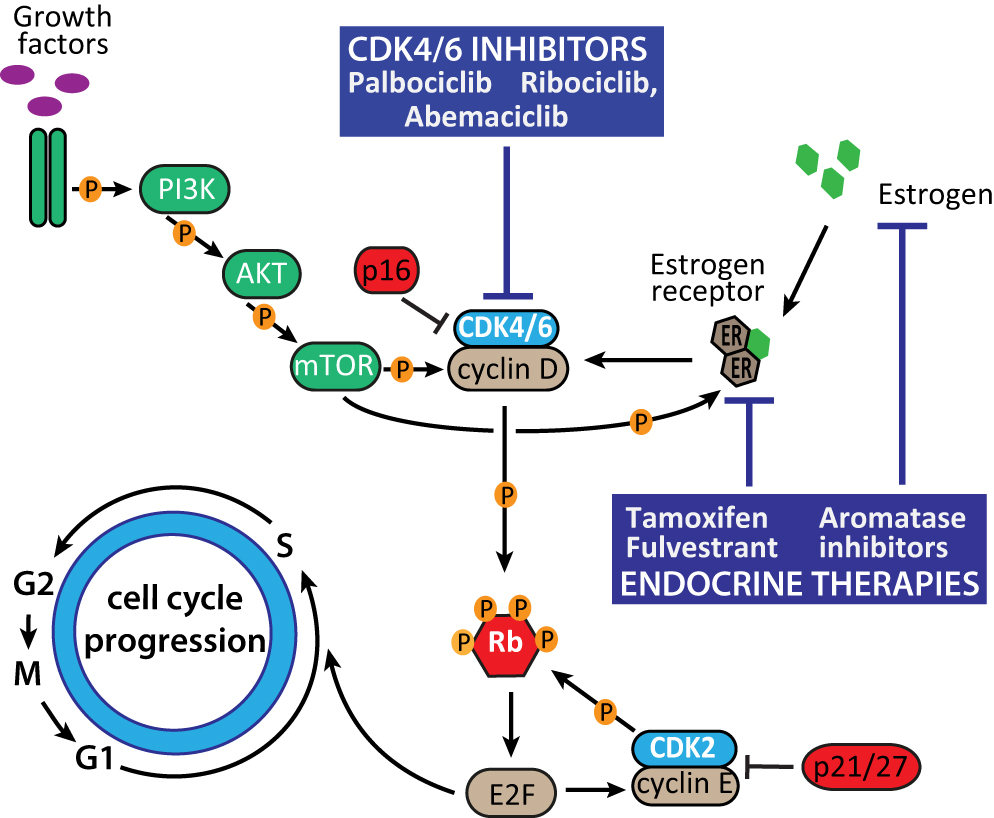 Growth
factors
CDK4/6 INHIBITORS
Palbociclib Ribociclib,
Abemaciclib
P
PI3K
Estrogen
P
AKT
p16
Estrogen
receptor
P
CDK4/6
ER
mTOR
P
cyclin D
ER
P
P
Tamoxifen
Fulvestrant
Aromatase
inhibitors
ENDOCRINE THERAPIES
S
G2
cell cycle
progression
M
G1
P
P
P
Rb
P
P
CDK2
cyclin E
p21/27
E2F